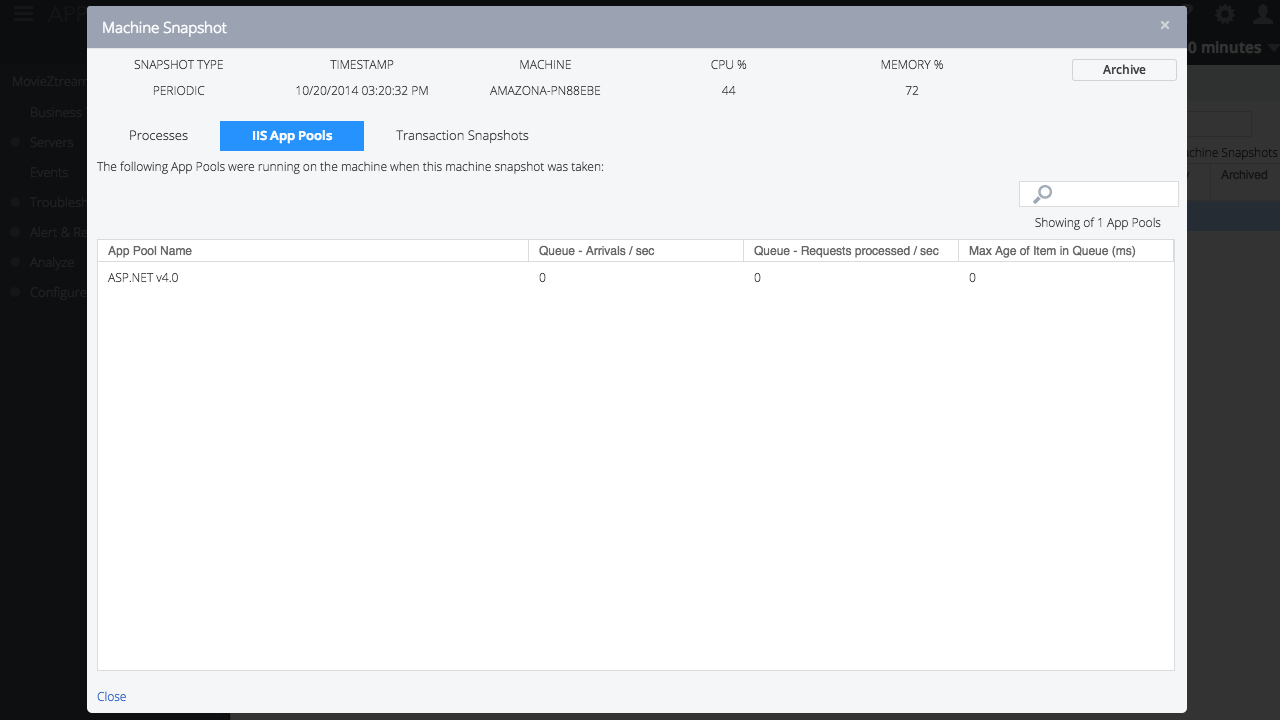 APP
Machine Snapshot
×
0 minutes
SNAPSHOT TYPE TIMESTAMP MACHINE CPU % MEMORY %
Archive
PERIODIC 10/20/2014 03:20:32 PM AMAZONA-PN88EBE 44 72
MovieZtream
Business
Servers
Events
Troublesh
Alert & Re
Analyze
Configure
Processes IIS App Pools Transaction Snapshots
The following App Pools were running on the machine when this machine snapshot was taken:
chine Snapshots
Archived
Showing of 1 App Pools
App Pool Name Queue - Arrivals / sec Queue - Requests processed / sec Max Age of Item in Queue (ms)
ASP.NET v4.0 0 0 0
Close